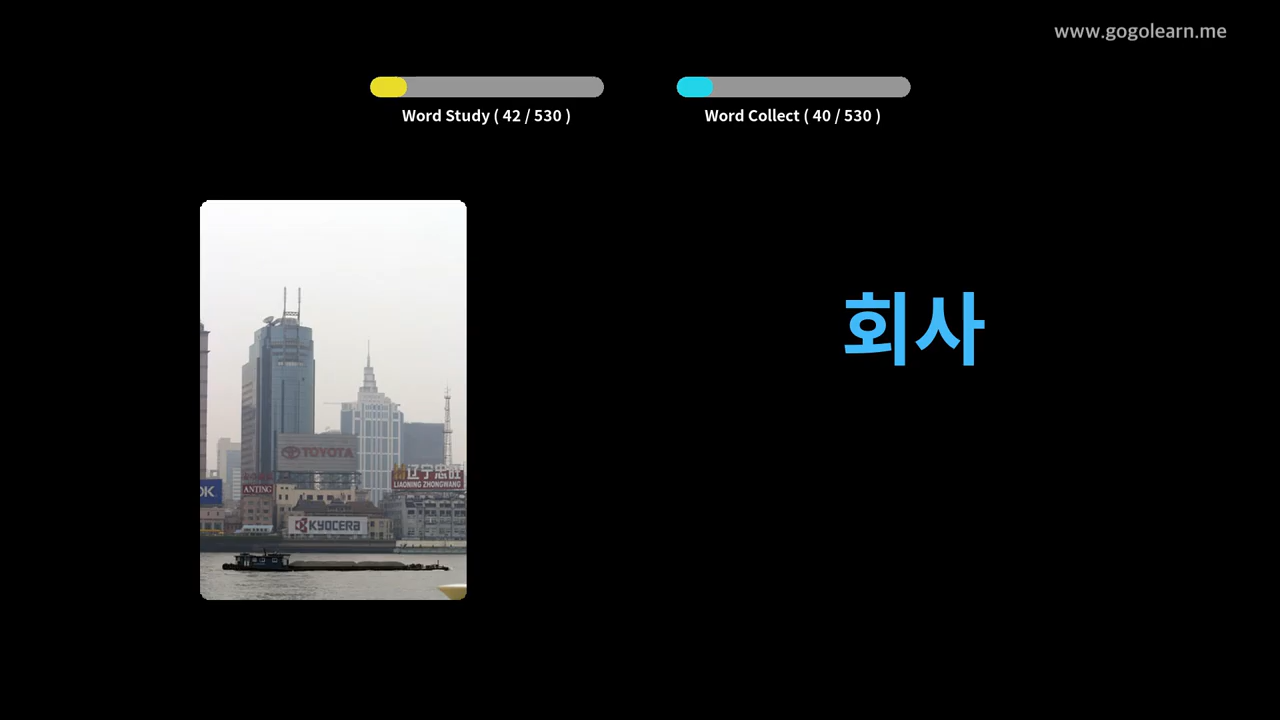 www.gogolearn.me
Word Study ( 42 / 530 )
Word Collect ( 40 / 530 )
회사
TOYOTA
辽宁忠旺
LIAONING ZHONGWANG
OK
ANTING
KYOCERA